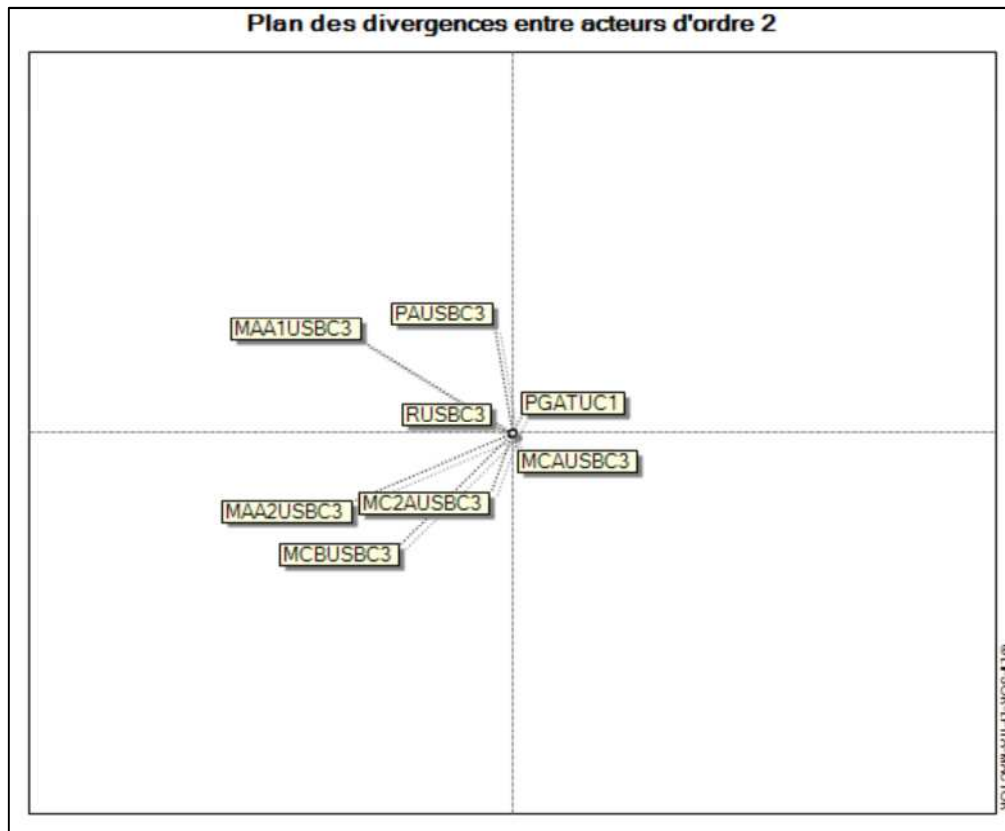 Plan des divergences entre acteurs d'ordre 2
PAUSBC3
MAA1USBC3
PGATUC1
RUSBC3
MCAUSBC3
MC2AUSBC3
MAA2USBC3
MCBUSBC3